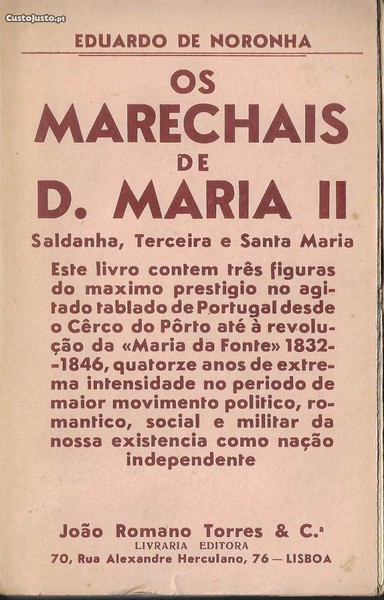 CustoJusto.pt
EDUARDO DE NORONHA
OS
MARECHAIS
DE
D. MARIA II
Saldanha, Terceira e Santa Maria
Este livro contem três figuras
do maximo prestigio no agi-
tado tablado de Portugal desde
o Cêrco do Pôrto até à revolu-
ção da «Maria da Fonte» 1832-
-1846, quatorze anos de extre-
ma intensidade no periodo de
maior movimento politico, ro-
mantico, social e militar da
nossa existencia como nação
independente
João Romano Torres & C.ª
LIVRARIA EDITORA
70, Rua Alexandre Herculano, 76 — LISBOA